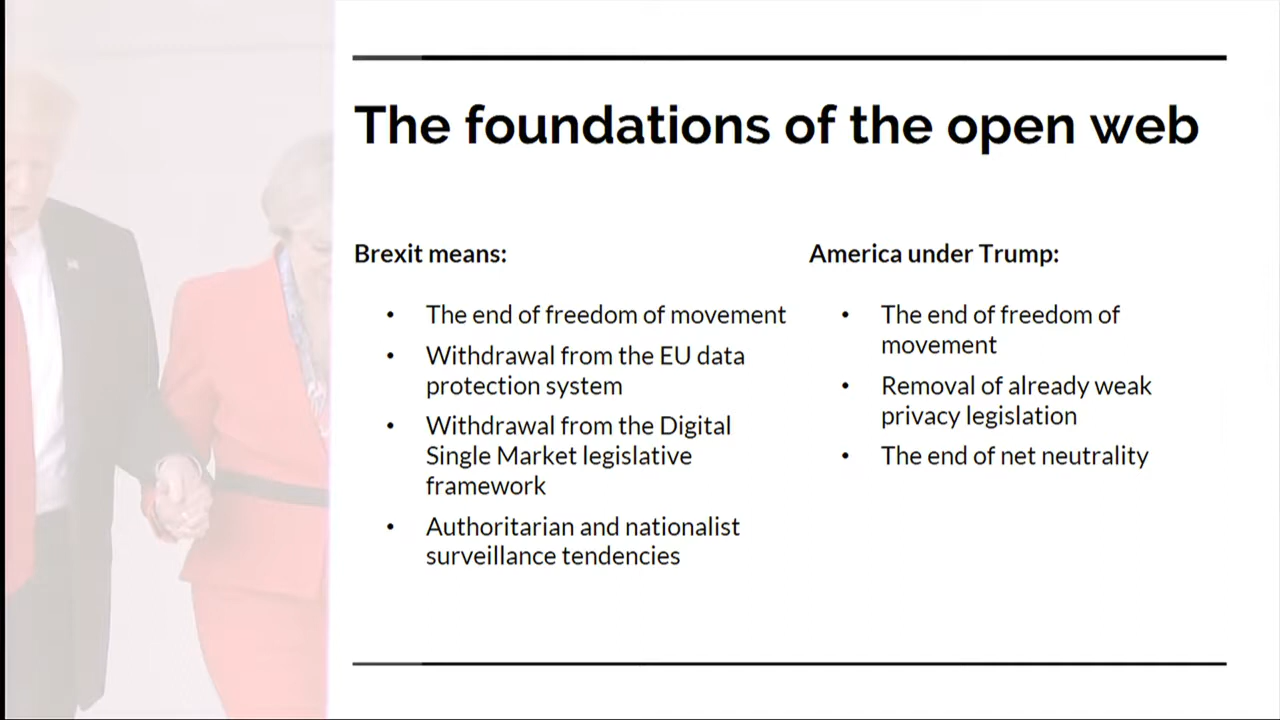 The foundations of the open web
Brexit means:
• The end of freedom of movement
• Withdrawal from the EU data
protection system
• Withdrawal from the Digital
Single Market legislative
framework
• Authoritarian and nationalist
surveillance tendencies
America under Trump:
• The end of freedom of
movement
• Removal of already weak
privacy legislation
• The end of net neutrality